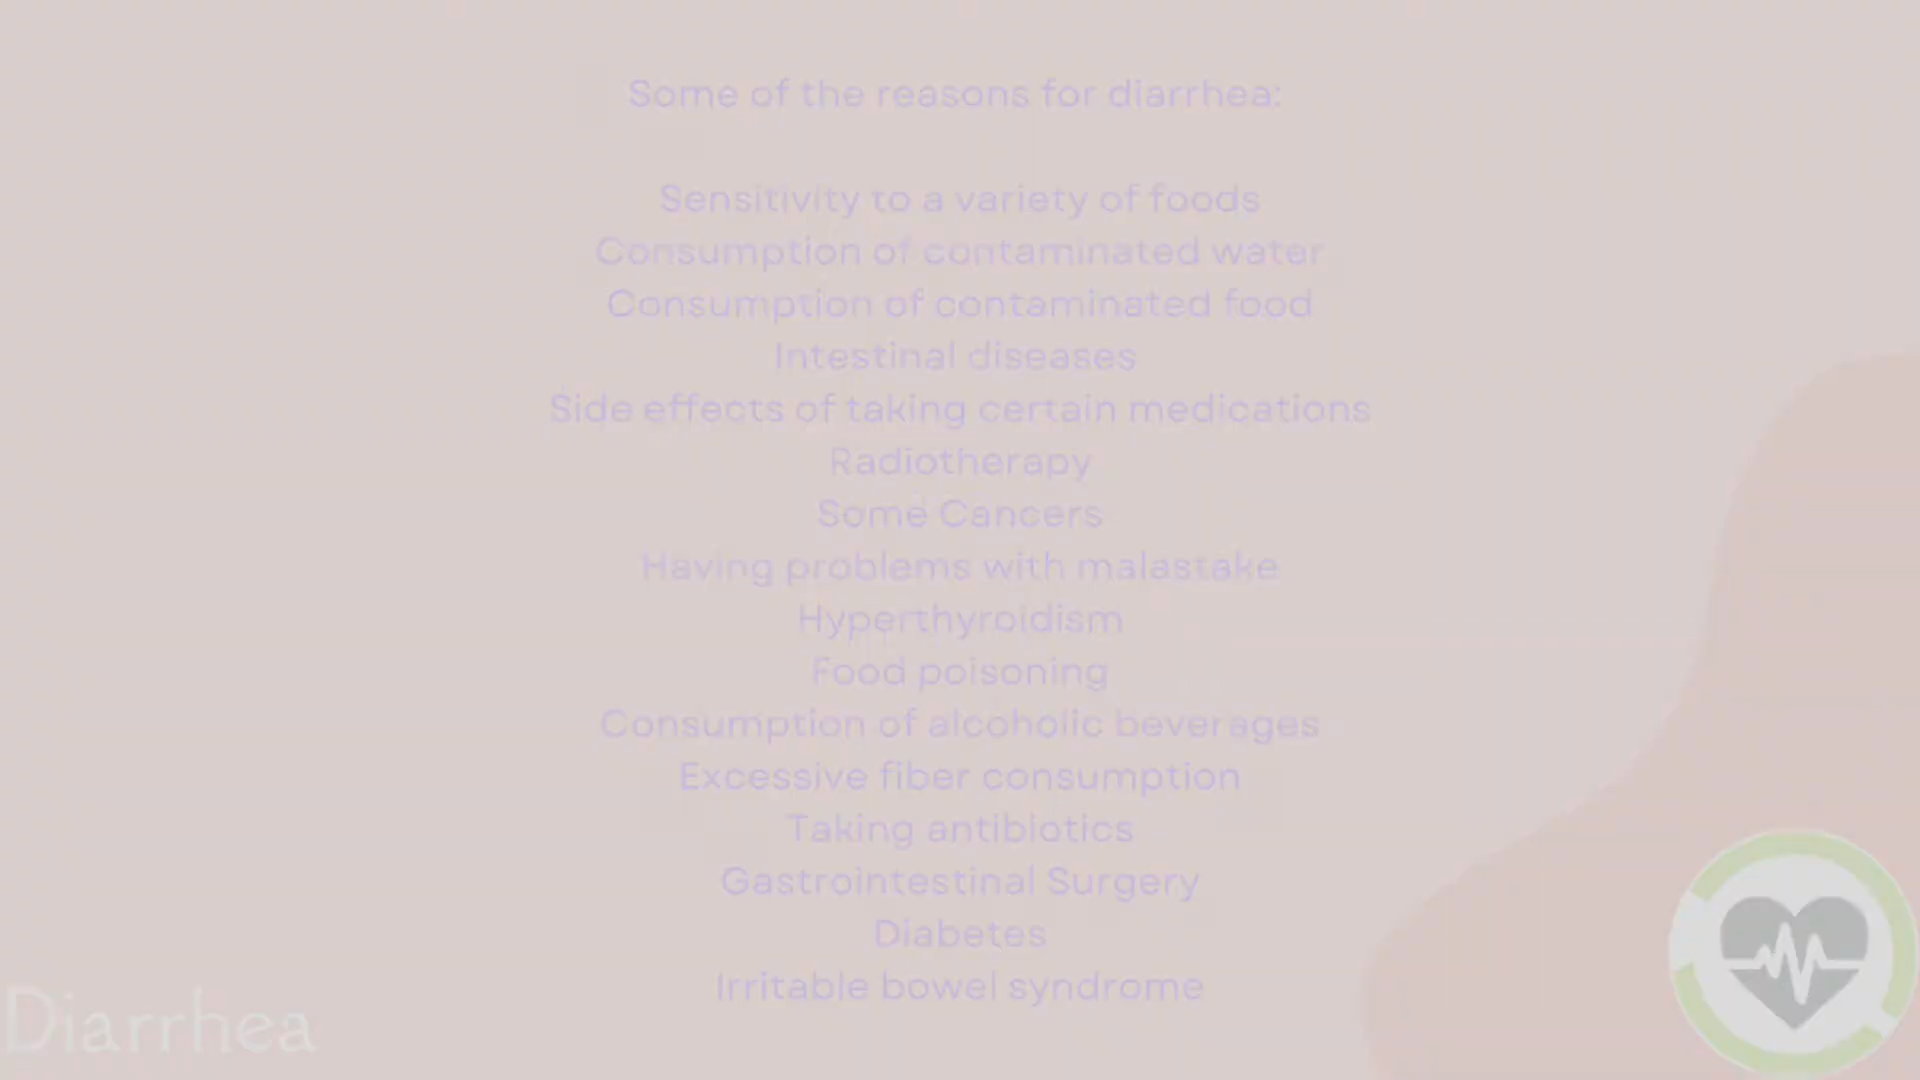 Some of the reasons for diarrhea:
Sensitivity to a variety of foods
Consumption of contaminated water
Consumption of contaminated food
Intestinal diseases
Side effects of taking certain medications
Radiotherapy
Some Cancers
Having problems with malastake
Hyperthyroidism
Food poisoning
Consumption of alcoholic beverages
Excessive fiber consumption
Taking antibiotics
Gastrointestinal Surgery
Diabetes
Irritable bowel syndrome
Diarrhea